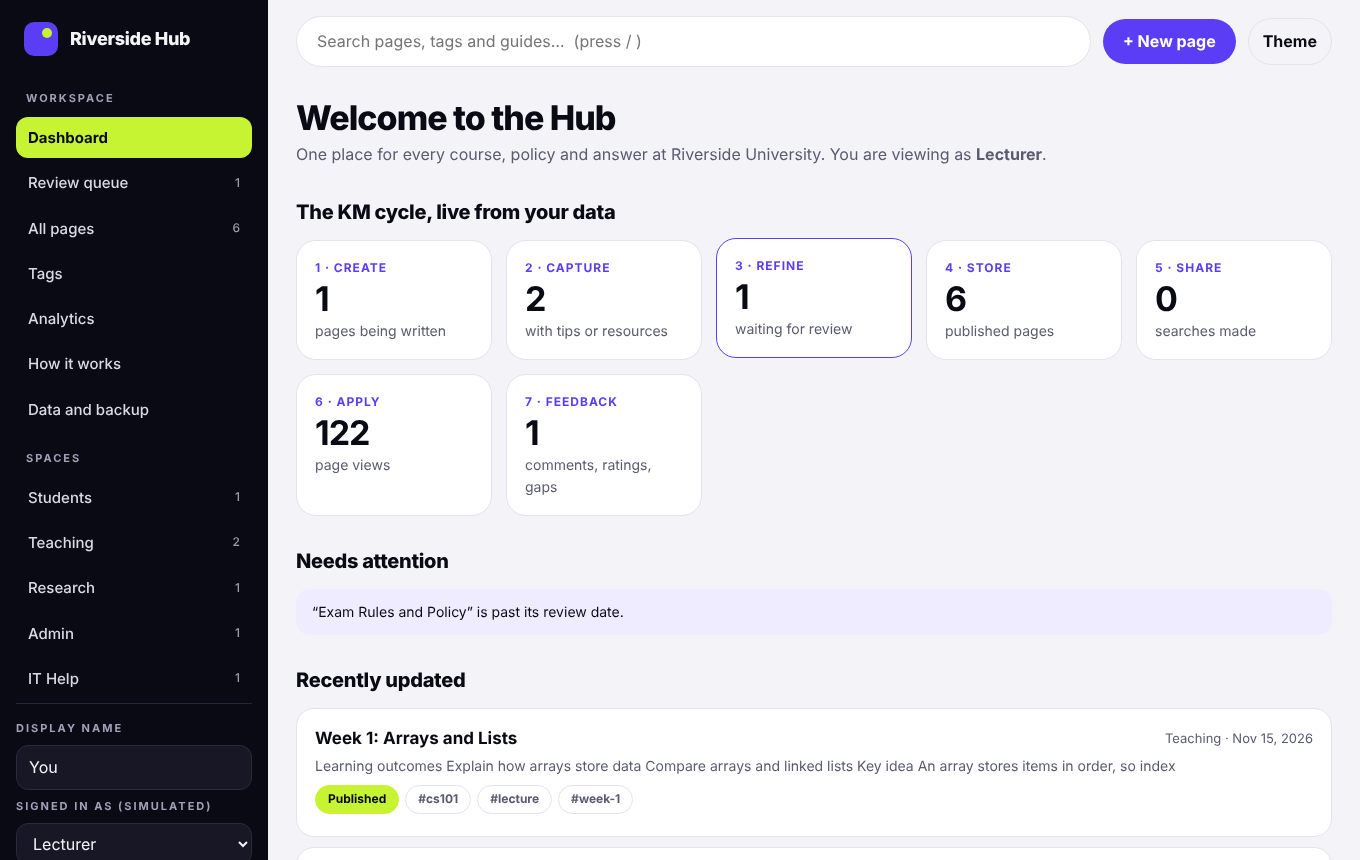 Riverside Hub
WORKSPACE
Dashboard
Review queue 1
All pages 6
Tags
Analytics
How it works
Data and backup
SPACES
Students 1
Teaching 2
Research 1
Admin 1
IT Help 1
DISPLAY NAME
You
SIGNED IN AS (SIMULATED)
Lecturer
Search pages, tags and guides... (press / )
+ New page
Theme
Welcome to the Hub
One place for every course, policy and answer at Riverside University. You are viewing as Lecturer.
The KM cycle, live from your data
1 · CREATE
1
pages being written
2 · CAPTURE
2
with tips or resources
3 · REFINE
1
waiting for review
4 · STORE
6
published pages
5 · SHARE
0
searches made
6 · APPLY
122
page views
7 · FEEDBACK
1
comments, ratings,
gaps
Needs attention
“Exam Rules and Policy” is past its review date.
Recently updated
Week 1: Arrays and Lists
Teaching · Nov 15, 2026
Learning outcomes Explain how arrays store data Compare arrays and linked lists Key idea An array stores items in order, so index
Published #cs101 #lecture #week-1